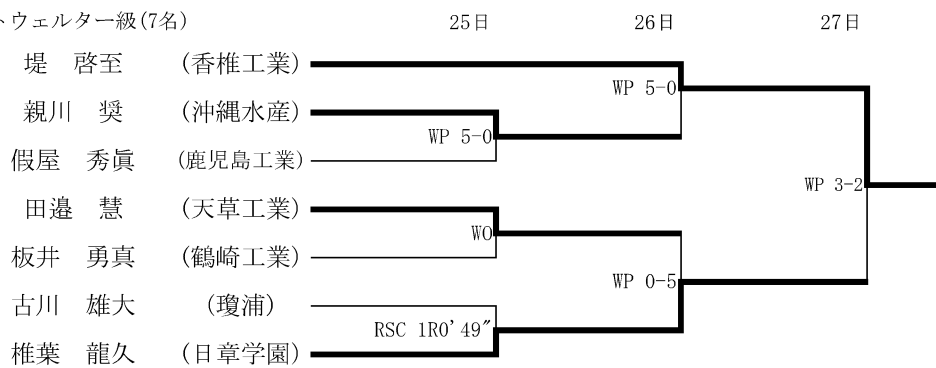 トウェルター級(7名) 25日 26日 27日
堤 啓至 (香椎工業)
WP 5-0
親川 奨 (沖縄水産)
WP 5-0
假屋 秀眞 (鹿児島工業)
WP 3-2
田邉 慧 (天草工業)
WO
板井 勇真 (鶴崎工業)
WP 0-5
古川 雄大 (瓊浦)
RSC 1R0'49"
椎葉 龍久 (日章学園)